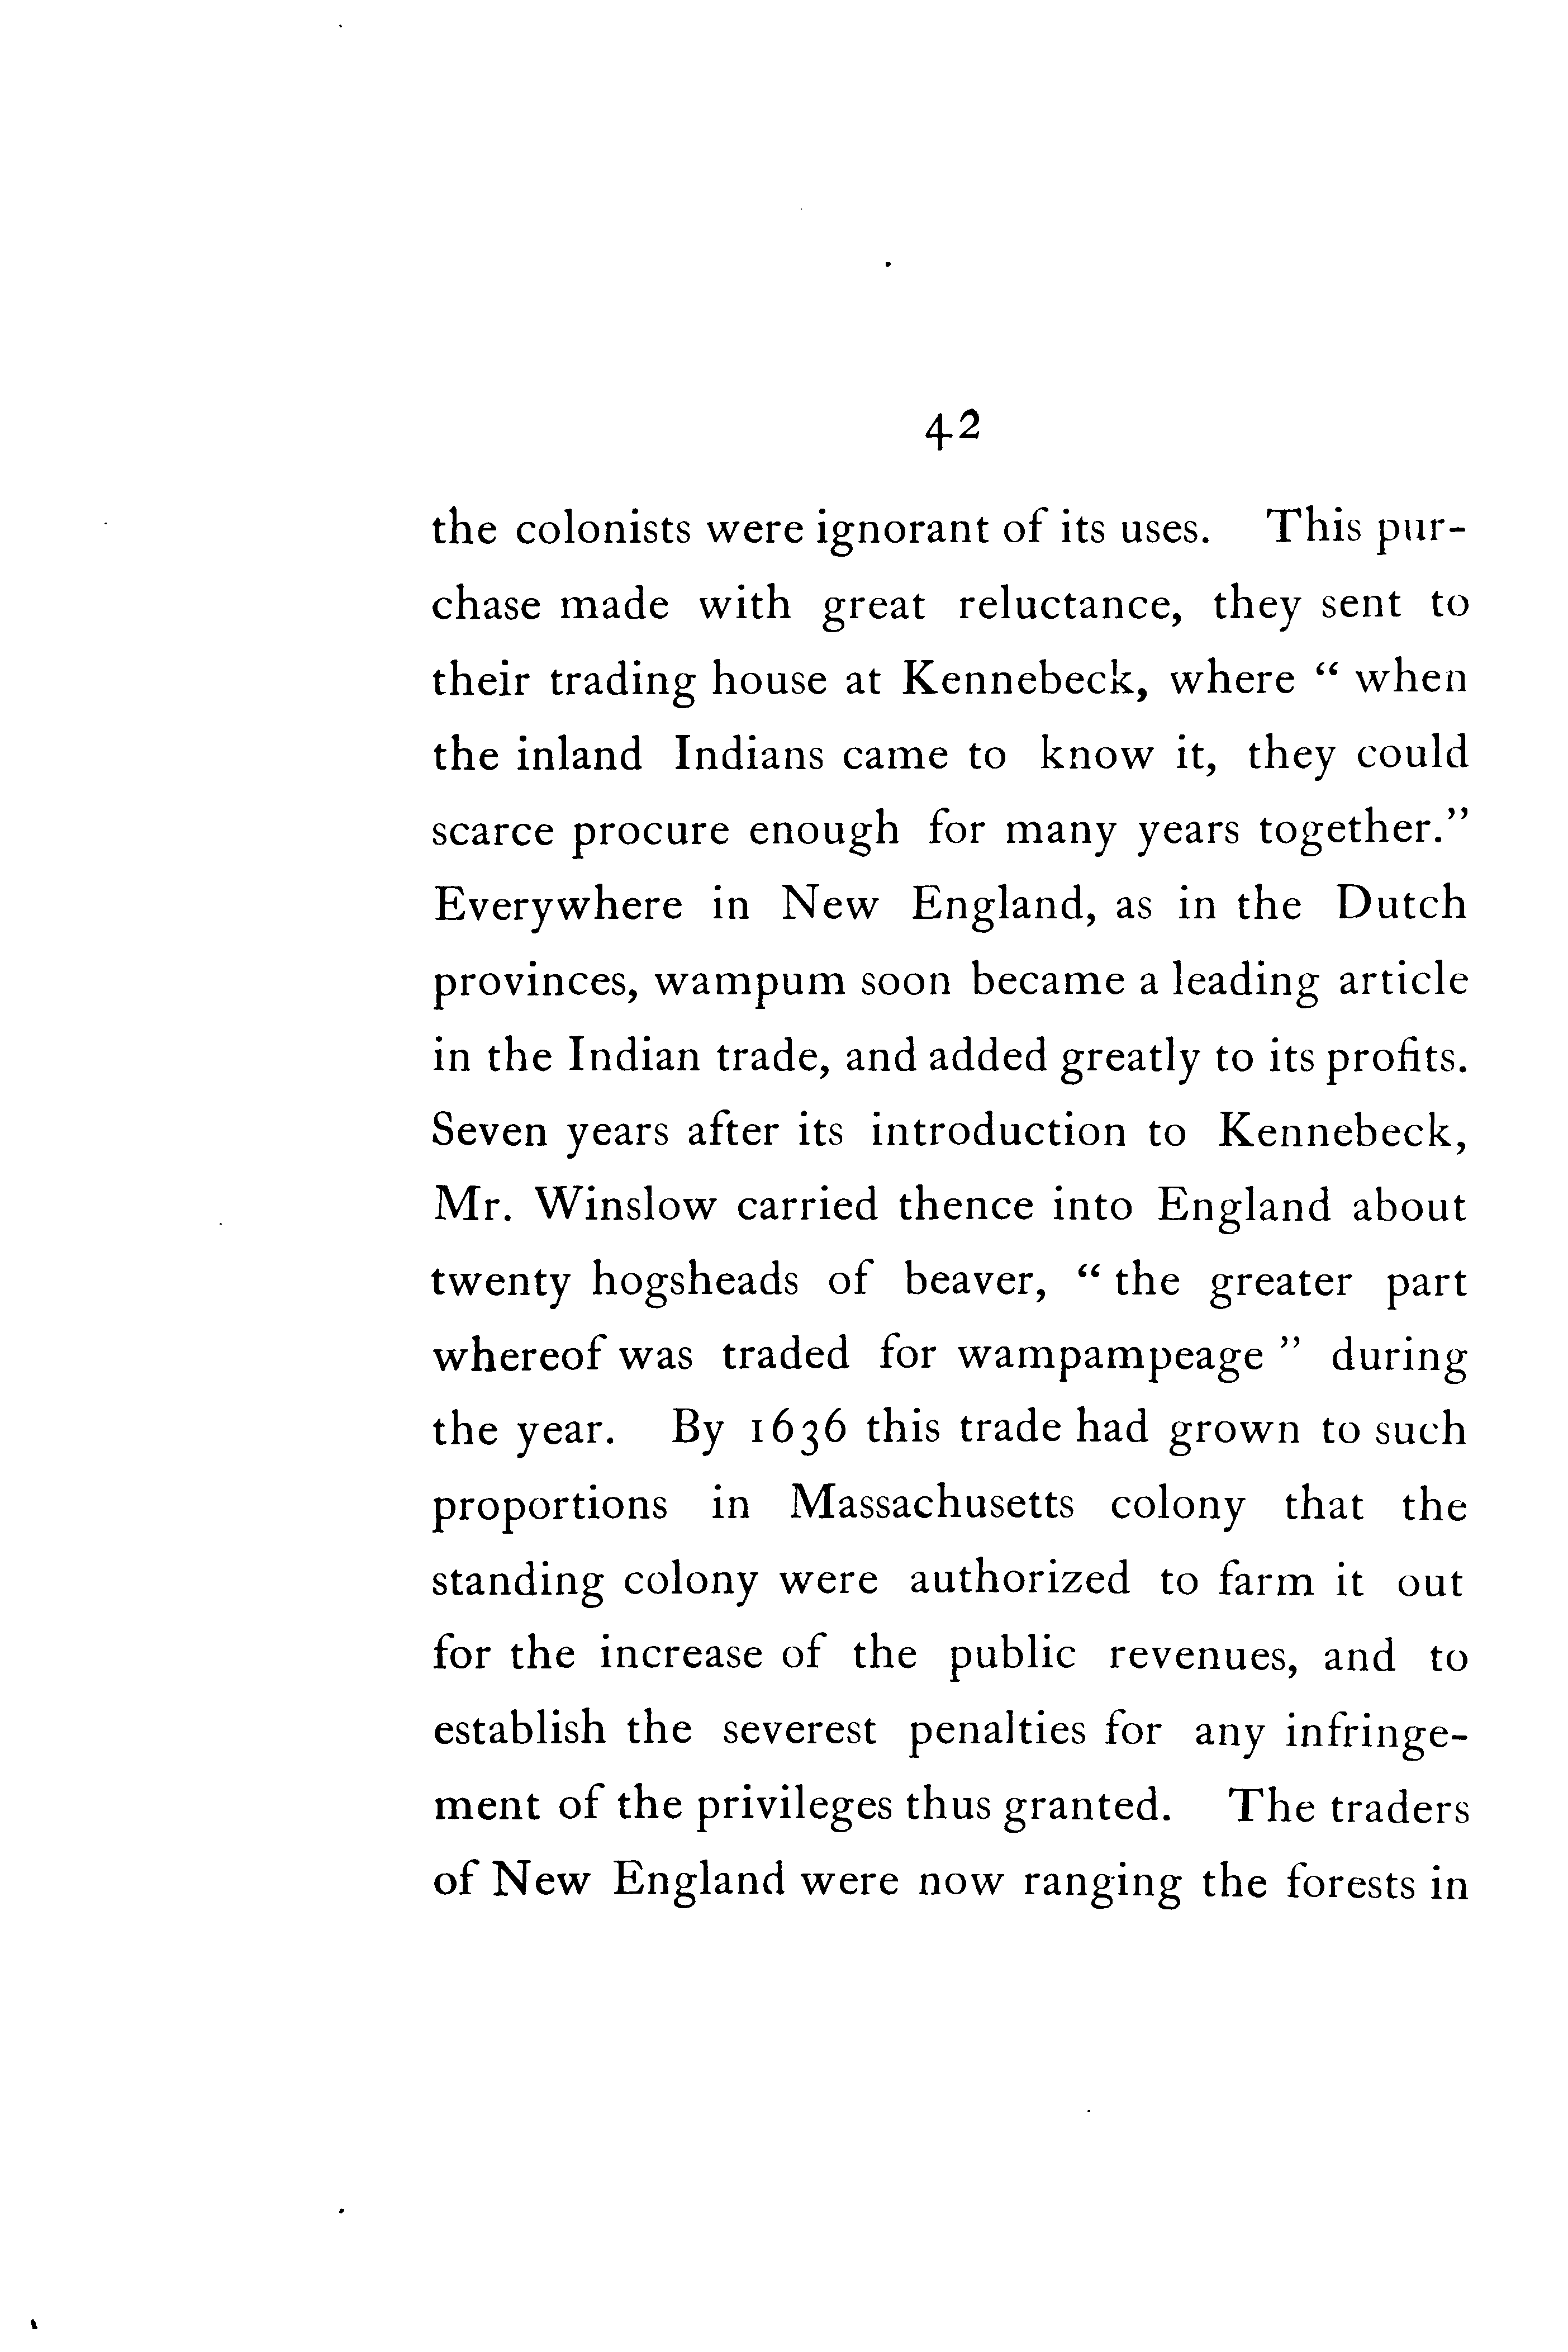 42
the colonists were ignorant of its uses. This pur-
chase made with great reluctance, they sent to
their trading house at Kennebeck, where “ when
the inland Indians came to know it, they could
scarce procure enough for many years together.”
Everywhere in New England, as in the Dutch
provinces, wampum soon became a leading article
in the Indian trade, and added greatly to its profits.
Seven years after its introduction to Kennebeck,
Mr. Winslow carried thence into England about
twenty hogsheads of beaver, “ the greater part
whereof was traded for wampampeage ” during
the year. By 1636 this trade had grown to such
proportions in Massachusetts colony that the
standing colony were authorized to farm it out
for the increase of the public revenues, and to
establish the severest penalties for any infringe-
ment of the privileges thus granted. The traders
of New England were now ranging the forests in